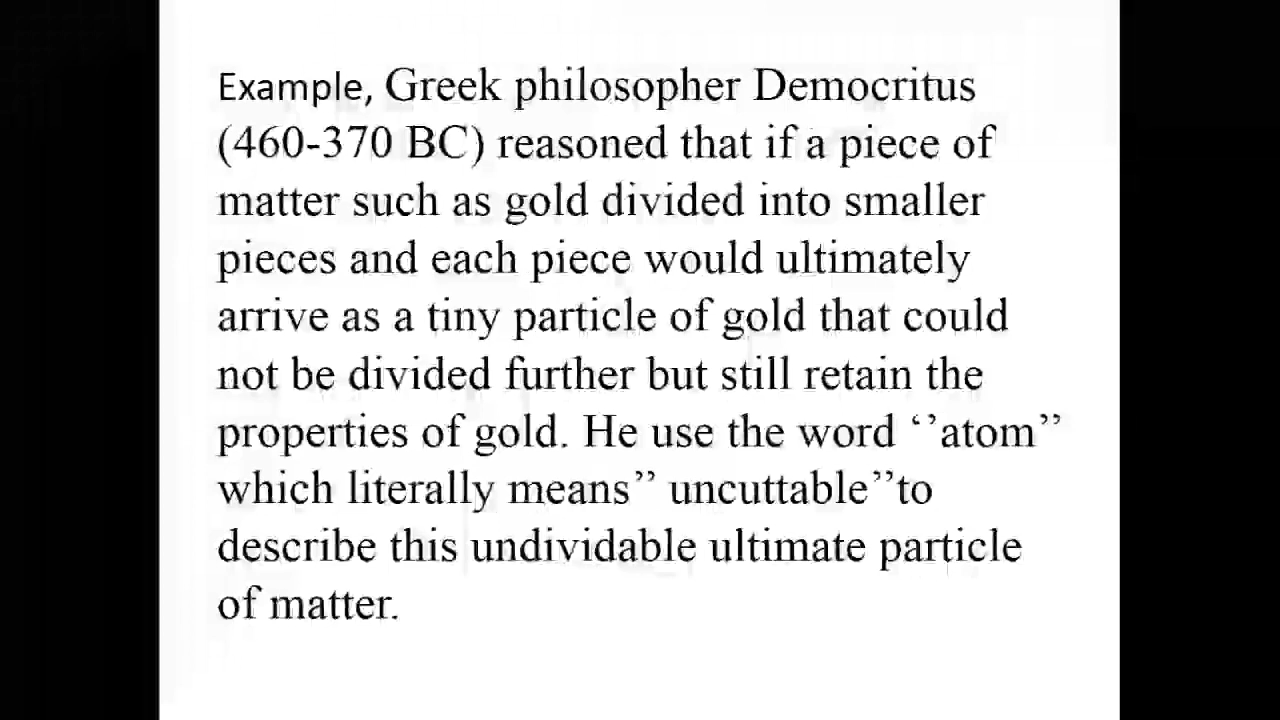 Example, Greek philosopher Democritus
(460-370 BC) reasoned that if a piece of
matter such as gold divided into smaller
pieces and each piece would ultimately
arrive as a tiny particle of gold that could
not be divided further but still retain the
properties of gold. He use the word ‘’atom’’
which literally means’’ uncuttable’’to
describe this undividable ultimate particle
of matter.